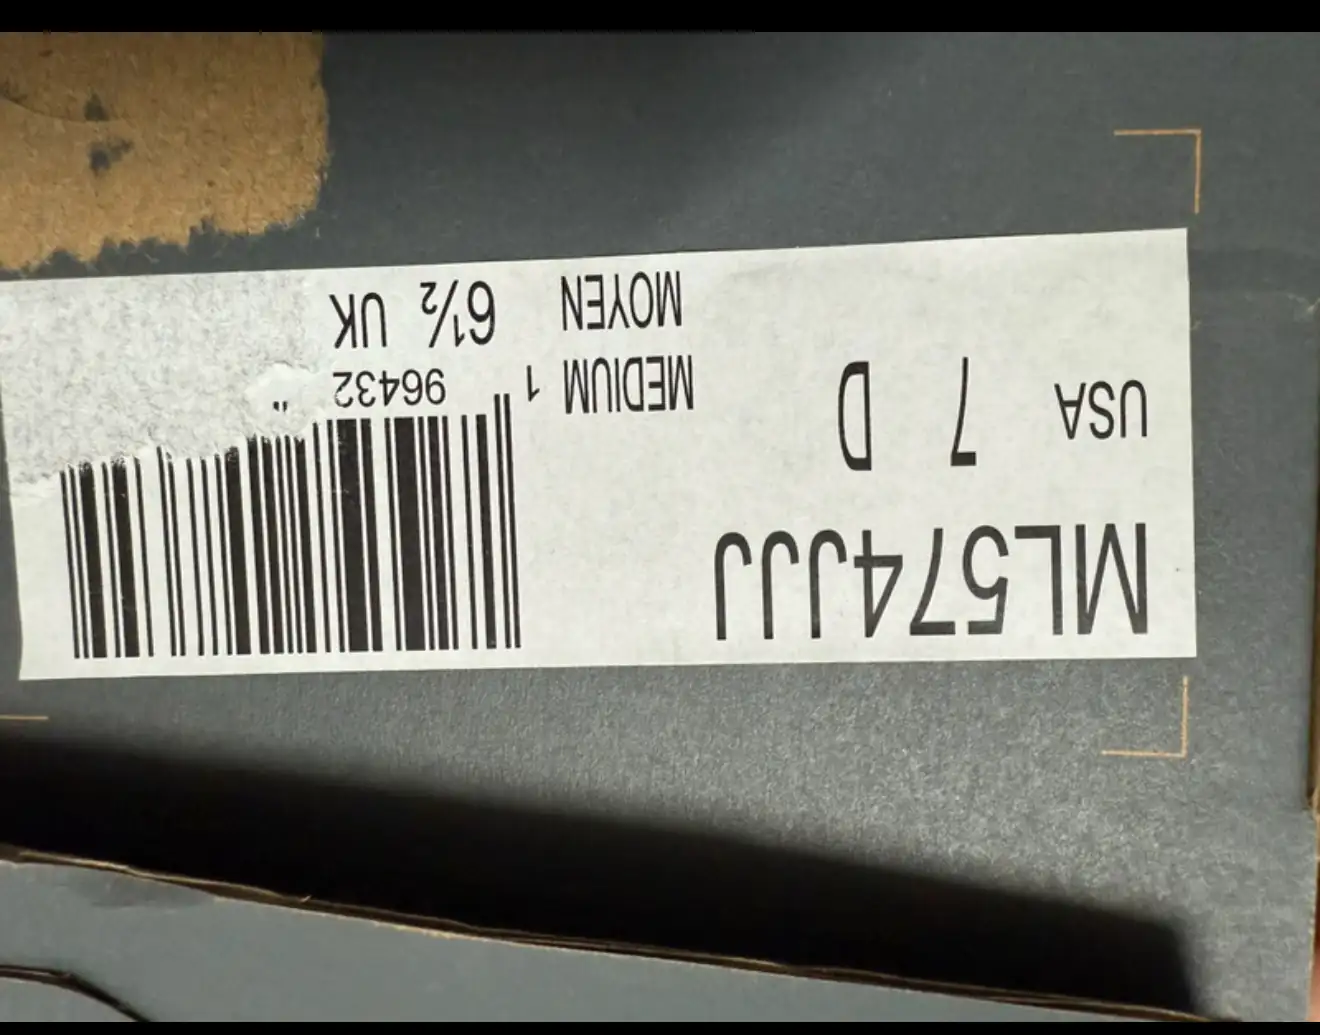 ML574JJJ
USA 7 D MEDIUM
MOYEN
1 96432
6½ UK